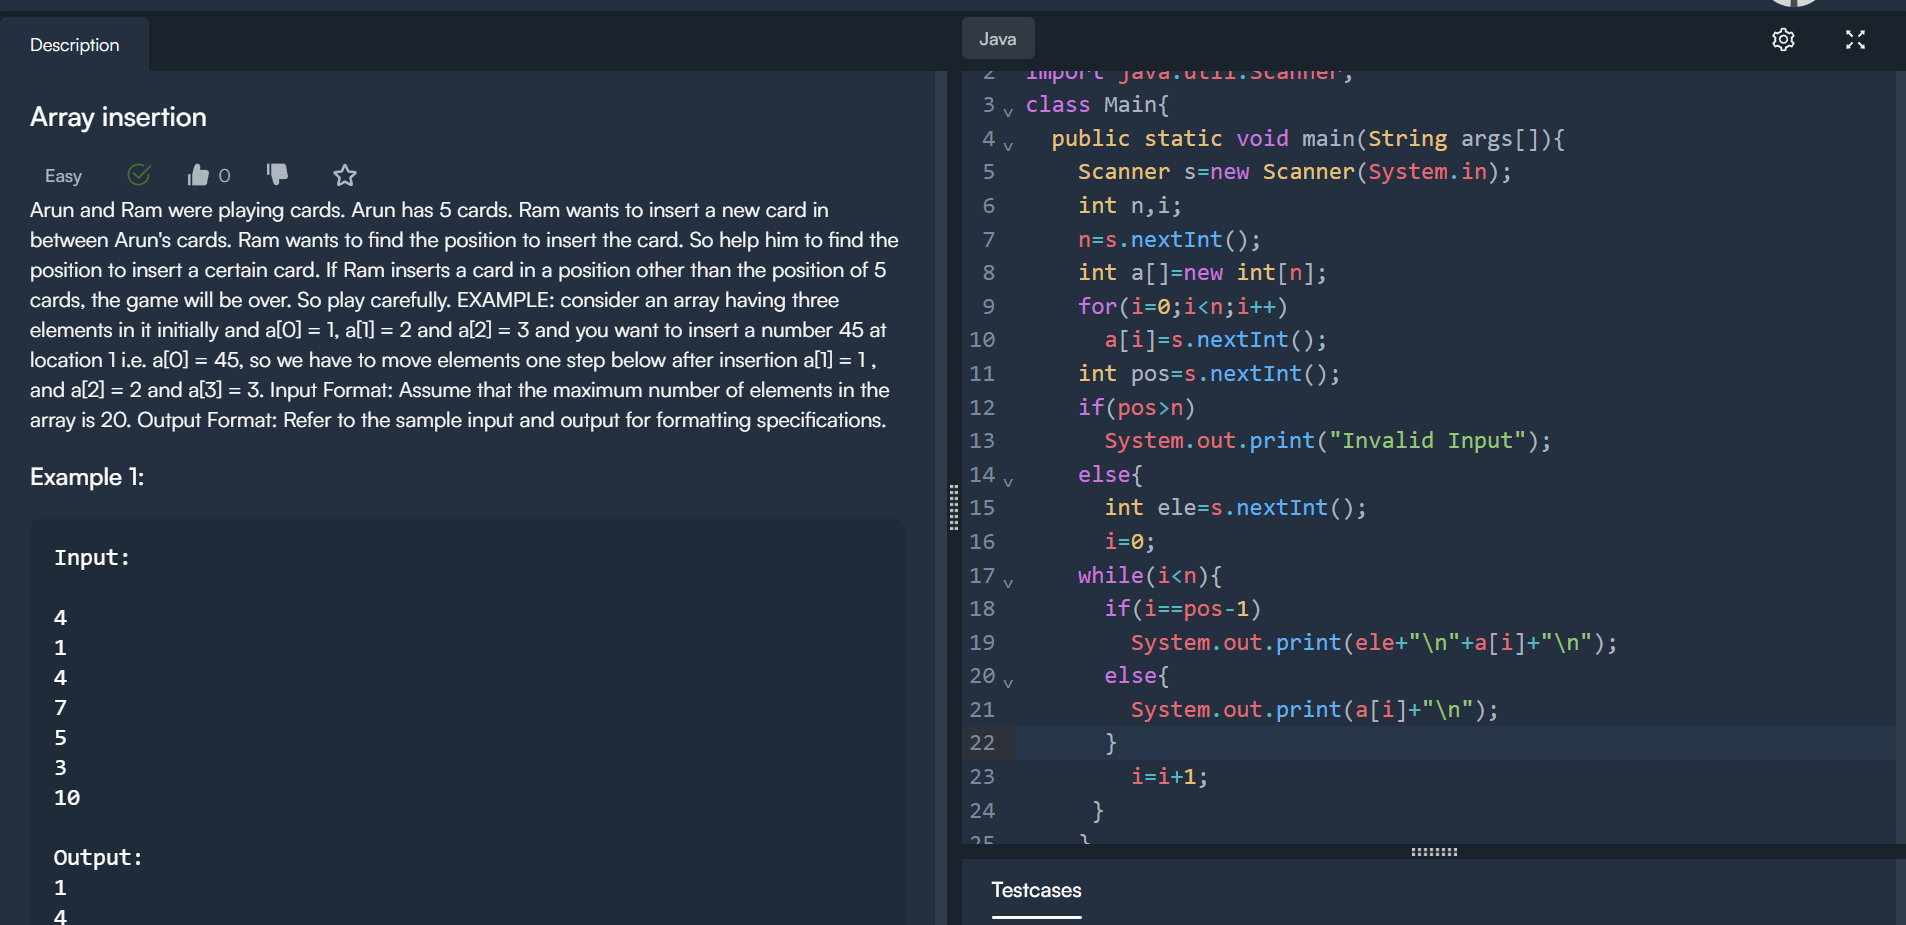 Description
Array insertion
Easy
0
Arun and Ram were playing cards. Arun has 5 cards. Ram wants to insert a new card in
between Arun's cards. Ram wants to find the position to insert the card. So help him to find the
position to insert a certain card. If Ram inserts a card in a position other than the position of 5
cards, the game will be over. So play carefully. EXAMPLE: consider an array having three
elements in it initially and a[0] = 1, a[1] = 2 and a[2] = 3 and you want to insert a number 45 at
location 1 i.e. a[0] = 45, so we have to move elements one step below after insertion a[1] = 1 ,
and a[2] = 2 and a[3] = 3. Input Format: Assume that the maximum number of elements in the
array is 20. Output Format: Refer to the sample input and output for formatting specifications.
Example 1:
Input:
4
1
4
7
5
3
10
Output:
1
4
Java
2 import java.util.Scanner;
3 class Main{
4 public static void main(String args[]){
5 Scanner s=new Scanner(System.in);
6 int n,i;
7 n=s.nextInt();
8 int a[]=new int[n];
9 for(i=0;i<n;i++)
10 a[i]=s.nextInt();
11 int pos=s.nextInt();
12 if(pos>n)
13 System.out.print("Invalid Input");
14 else{
15 int ele=s.nextInt();
16 i=0;
17 while(i<n){
18 if(i==pos-1)
19 System.out.print(ele+"\n"+a[i]+"\n");
20 else{
21 System.out.print(a[i]+"\n");
22 }
23 i=i+1;
24 }
25 }
Testcases